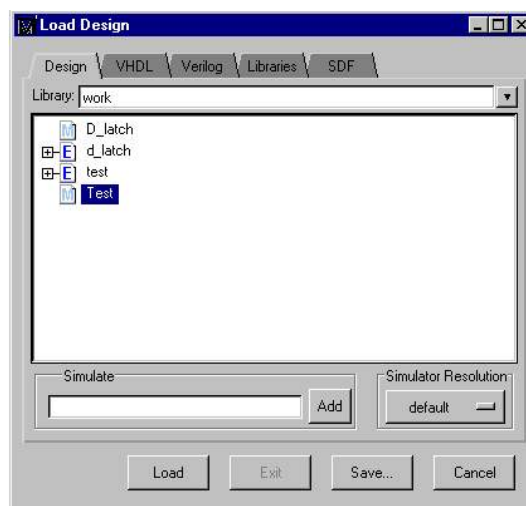 Load Design
Design VHDL Verilog Libraries SDF
Library: work
M D_latch
E d_latch
E test
M Test
Simulate Simulator Resolution
Add default
Load Exit Save... Cancel